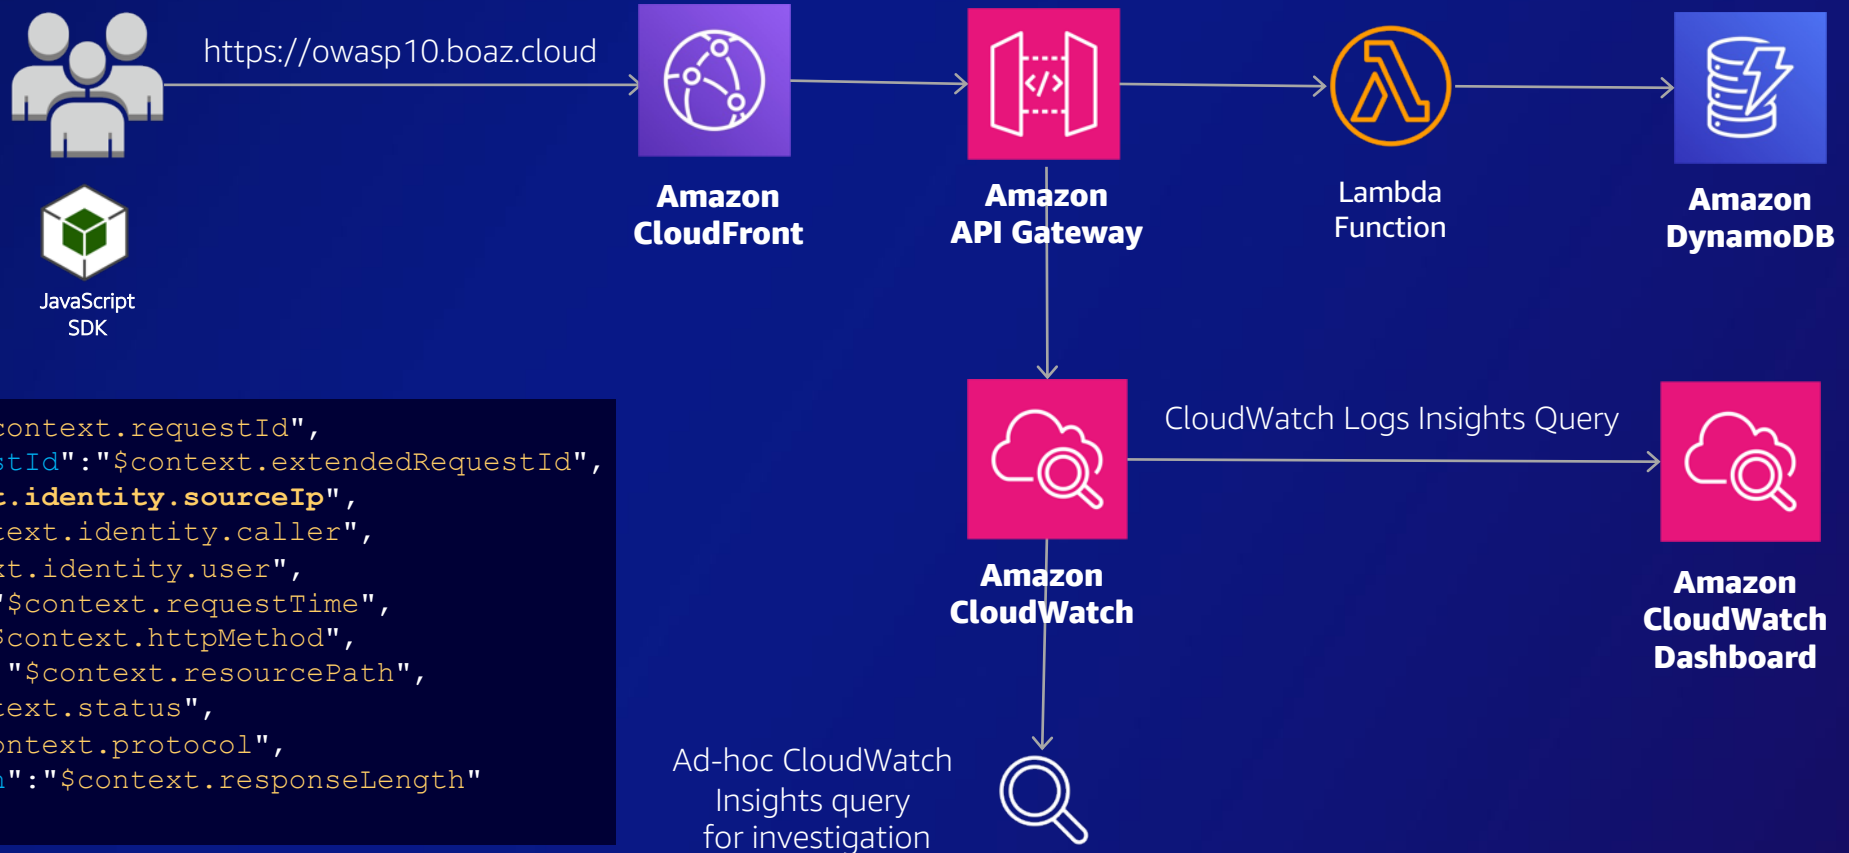 https://owasp10.boaz.cloud
Amazon
CloudFront
Amazon
API Gateway
Lambda
Function
Amazon
DynamoDB
JavaScript
SDK
context.requestId",
stId":"$context.extendedRequestId",
t.identity.sourceIp",
text.identity.caller",
xt.identity.user",
"$context.requestTime",
$context.httpMethod",
"$context.resourcePath",
text.status",
ontext.protocol",
":"$context.responseLength"
CloudWatch Logs Insights Query
Amazon
CloudWatch
Amazon
CloudWatch
Dashboard
Ad-hoc CloudWatch
Insights query
for investigation